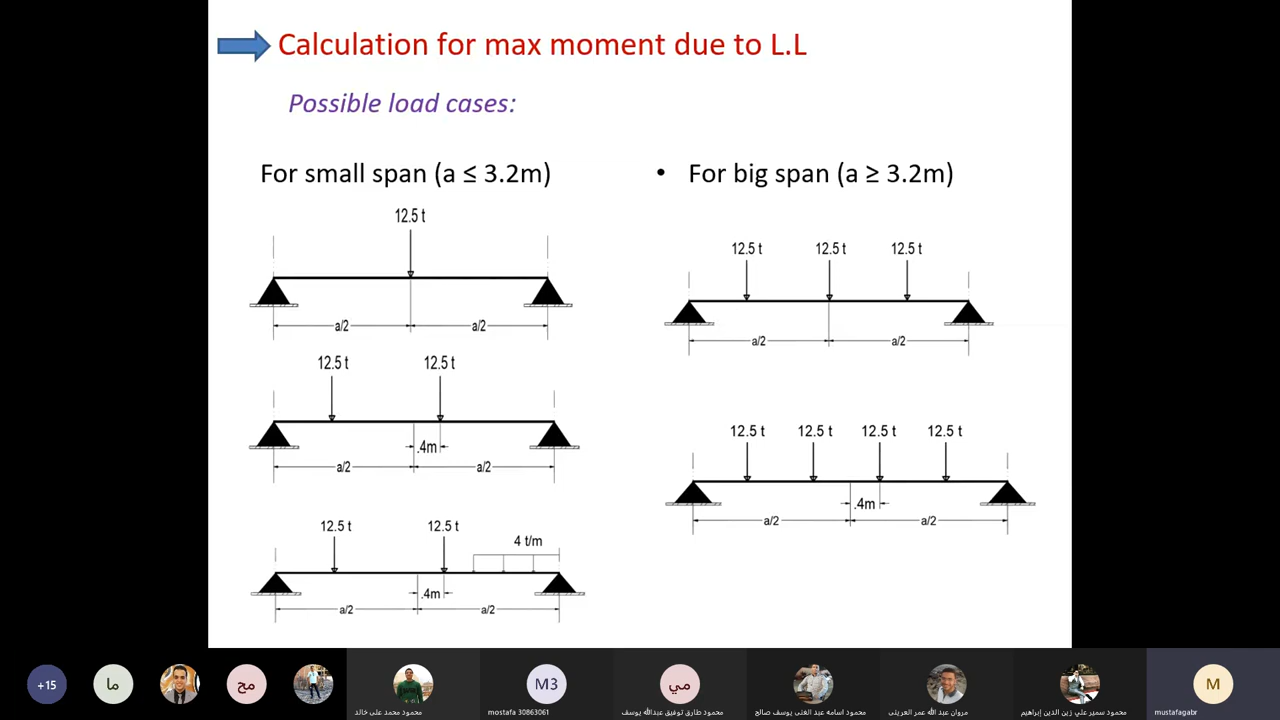 Calculation for max moment due to L.L
Possible load cases:
For small span (a ≤ 3.2m)
12.5 t
a/2 a/2
12.5 t 12.5 t
.4m
a/2 a/2
12.5 t 12.5 t
4 t/m
.4m
a/2 a/2
• For big span (a ≥ 3.2m)
12.5 t 12.5 t 12.5 t
a/2 a/2
12.5 t 12.5 t 12.5 t 12.5 t
.4m
a/2 a/2
+15
ما
مح
M3
مي
M
محمود محمد على خالد
mostafa 30863061
محمود طارق توفيق عبدالله يوسف
محمود اسامه عبد الغنى يوسف صالح
مروان عبد الله عمر العرينى
محمود سمير علي زين الدين إبراهيم
mustafagabr